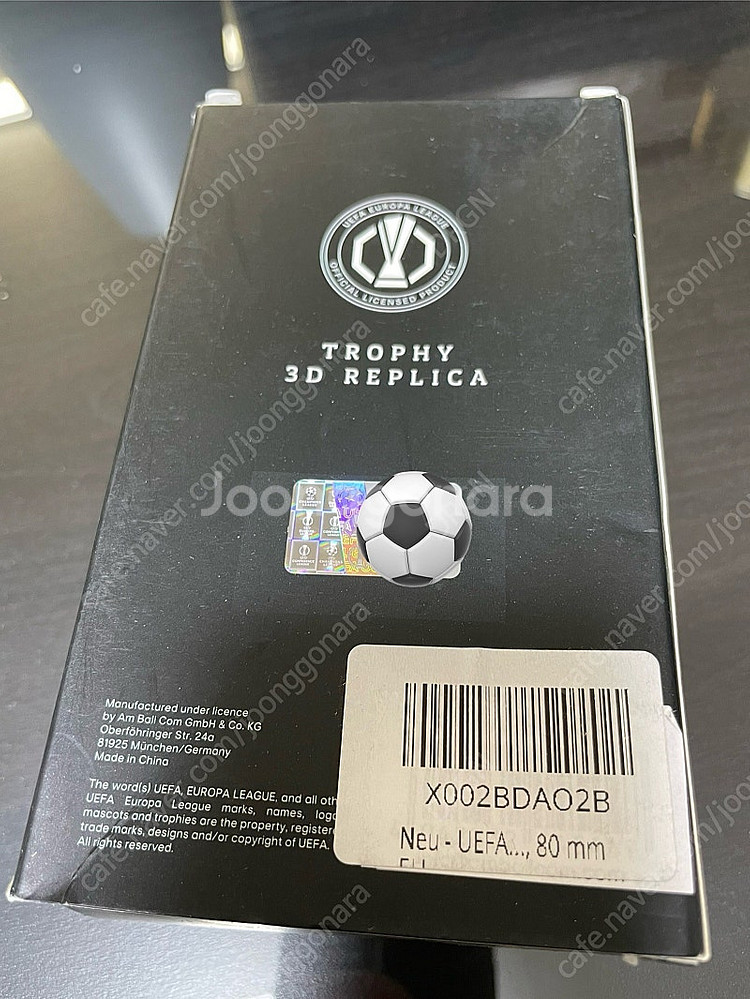 UEFA EUROPA LEAGUE
OFFICIAL LICENSED PRODUCT
TROPHY
3D REPLICA
Joonggonara
Manufactured under licence
by Am Ball Com GmbH & Co. KG
Oberföhringer Str. 24a
81925 München/Germany
Made in China
The word(s) UEFA, EUROPA LEAGUE, and all
UEFA Europa League marks, names,
mascots and trophies are the property,
trade marks, designs and/or copyright of UEFA.
All rights reserved.
X002BDAO2B
Neu - UEFA..., 80 mm
cafe.naver.com/joonggonara